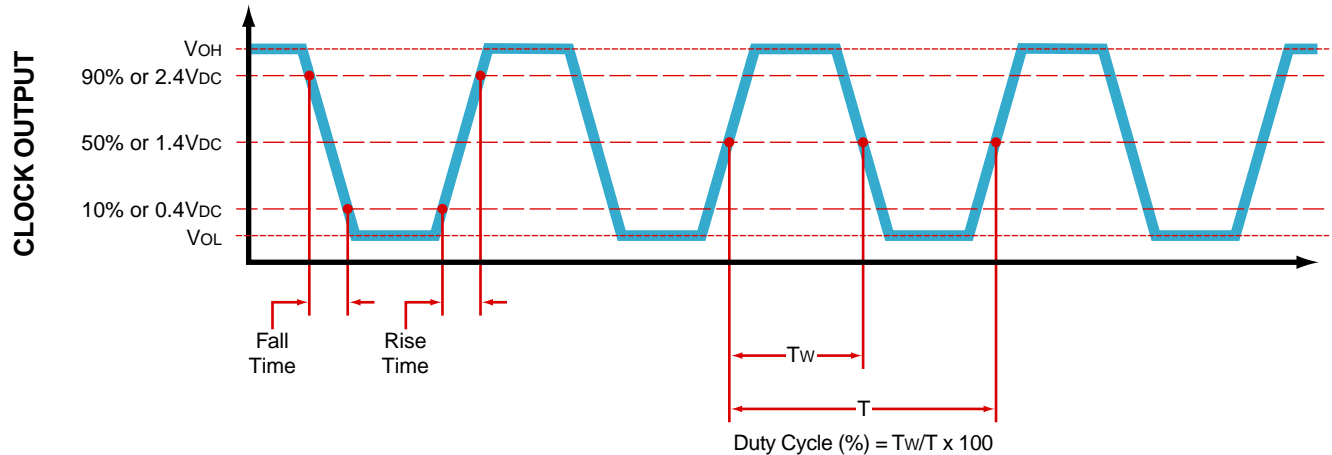 CLOCK OUTPUT
VOH
90% or 2.4VDC
50% or 1.4VDC
10% or 0.4VDC
VOL
Fall
Time
Rise
Time
TW
T
Duty Cycle (%) = TW/T x 100